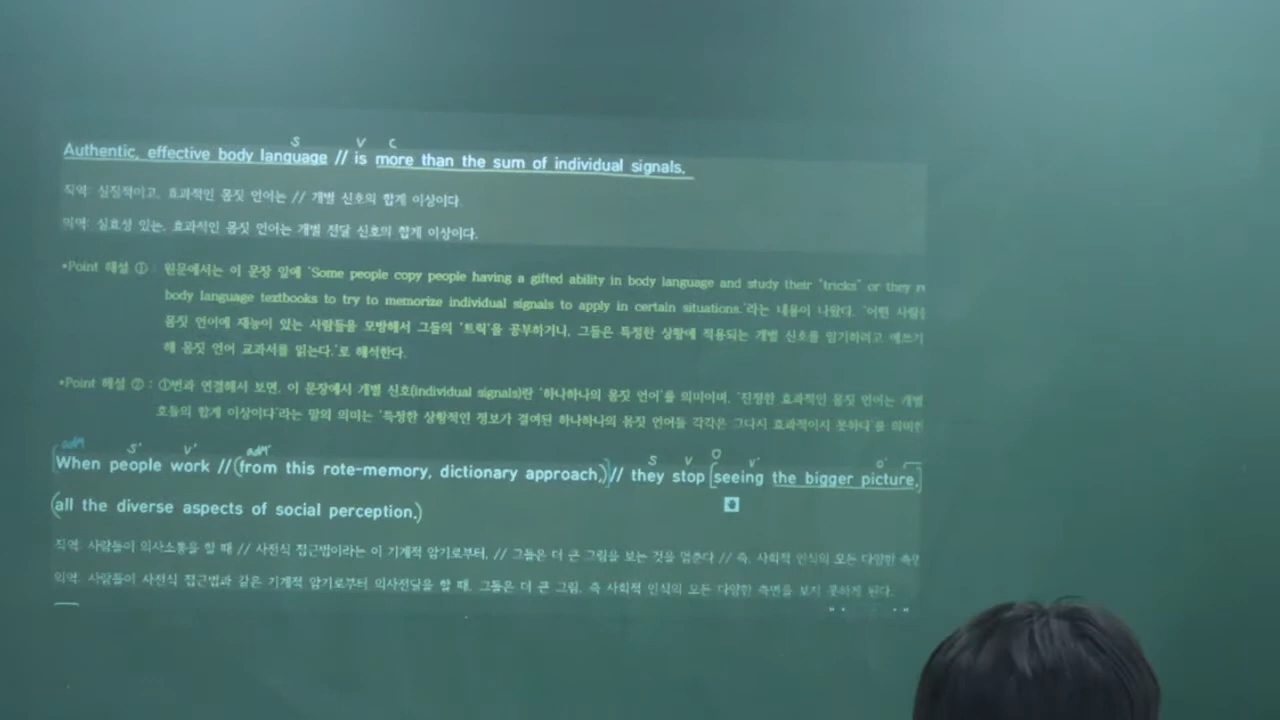 S V C
Authentic, effective body language // is more than the sum of individual signals.
직역: 실질적이고, 효과적인 몸짓 언어는 // 개별 신호의 합계 이상이다.
의역: 실효성 있는, 효과적인 몸짓 언어는 개별 전달 신호의 합계 이상이다.
•Point 해설 ① : 원문에서는 이 문장 앞에 'Some people copy people having a gifted ability in body language and study their "tricks" or they
body language textbooks to try to memorize individual signals to apply in certain situations.'라는 내용이 나왔다. '어떤
몸짓 언어에 재능이 있는 사람들을 모방해서 그들의 '트릭'을 공부하거나, 그들은 특정한 상황에 적용되는 개별 신호를 암기하려고 애쓰기
해 몸짓 언어 교과서를 읽는다.'로 해석한다.
•Point 해설 ② : ①번과 연결해서 보면, 이 문장에서 개별 신호(individual signals)란 '하나하나의 몸짓 언어'를 의미이며, '진정한 효과적인 몸짓 언어는 개별
호들의 합계 이상이다'라는 말의 의미는 '특정한 상황적인 정보가 결여된 하나하나의 몸짓 언어들 각각은 그다지 효과적이지 못하다'를
S' V' S V O V' O'
When people work // (from this rote-memory, dictionary approach,) // they stop [seeing the bigger picture,
(all the diverse aspects of social perception.)
직역: 사람들이 의사소통을 할 때 // 사전식 접근법이라는 이 기계적 암기로부터, // 그들은 더 큰 그림을 보는 것을 멈춘다 // 즉, 사회적 인식의 모든 다양한
의역: 사람들이 사전식 접근법과 같은 기계적 암기로부터 의사전달을 할 때, 그들은 더 큰 그림, 즉 사회적 인식의 모든 다양한 측면을 보지 못하게 된다.